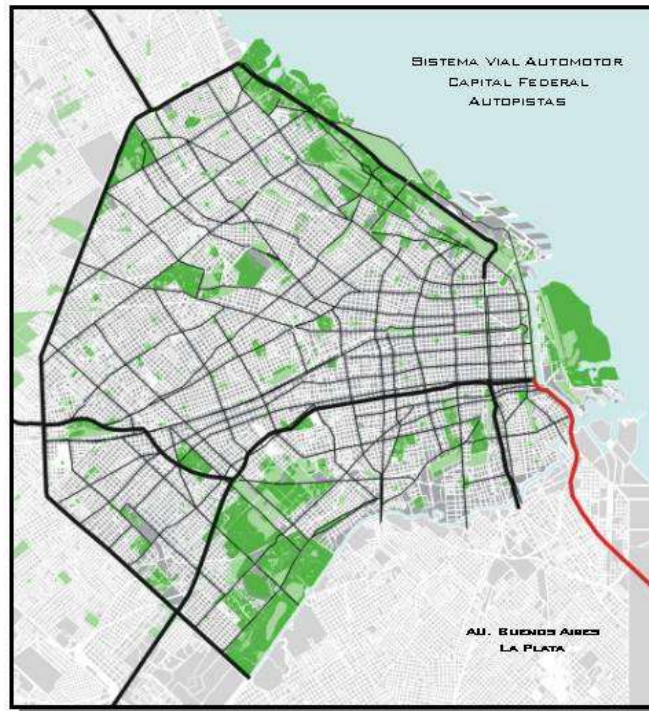 SISTEMA VIAL AUTOMOTOR
CAPITAL FEDERAL
AUTOPISTAS
AU. BUENOS AIRES
LA PLATA